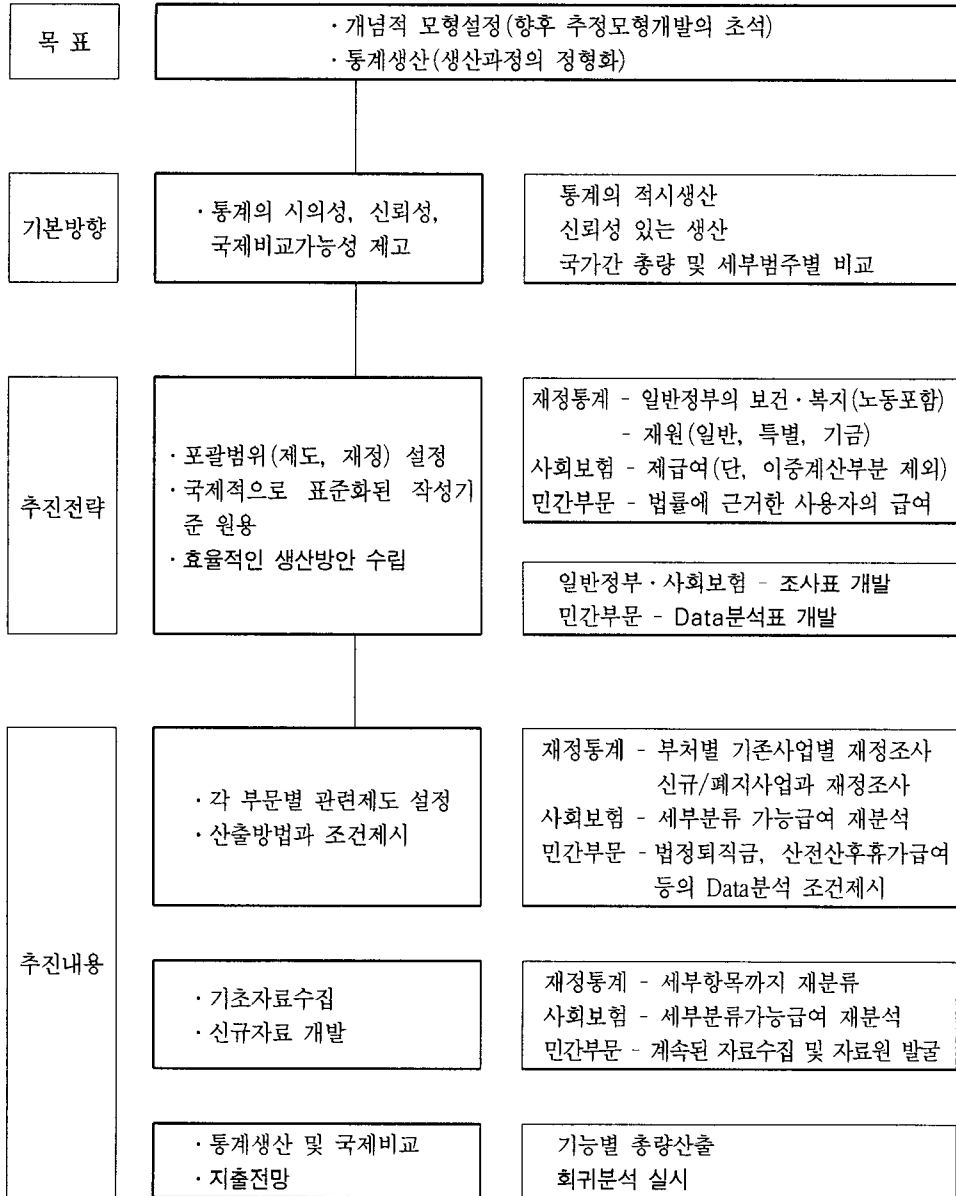 목 표
· 개념적 모형설정(향후 추정모형개발의 초석)
· 통계생산(생산과정의 정형화)
기본방향
· 통계의 시의성, 신뢰성,
국제비교가능성 제고
통계의 적시생산
신뢰성 있는 생산
국가간 총량 및 세부범주별 비교
추진전략
· 포괄범위(제도, 재정) 설정
· 국제적으로 표준화된 작성기
준 원용
· 효율적인 생산방안 수립
재정통계 - 일반정부의 보건·복지(노동포함)
- 재원(일반, 특별, 기금)
사회보험 - 제급여(단, 이중계산부분 제외)
민간부문 - 법률에 근거한 사용자의 급여
일반정부·사회보험 - 조사표 개발
민간부문 - Data분석표 개발
추진내용
· 각 부문별 관련제도 설정
· 산출방법과 조건제시
재정통계 - 부처별 기존사업별 재정조사
신규/폐지사업과 재정조사
사회보험 - 세부분류 가능급여 재분석
민간부문 - 법정퇴직금, 산전산후휴가급여
등의 Data분석 조건제시
· 기초자료수집
· 신규자료 개발
재정통계 - 세부항목까지 재분류
사회보험 - 세부분류가능급여 재분석
민간부문 - 계속된 자료수집 및 자료원 발굴
· 통계생산 및 국제비교
· 지출전망
기능별 총량산출
회귀분석 실시